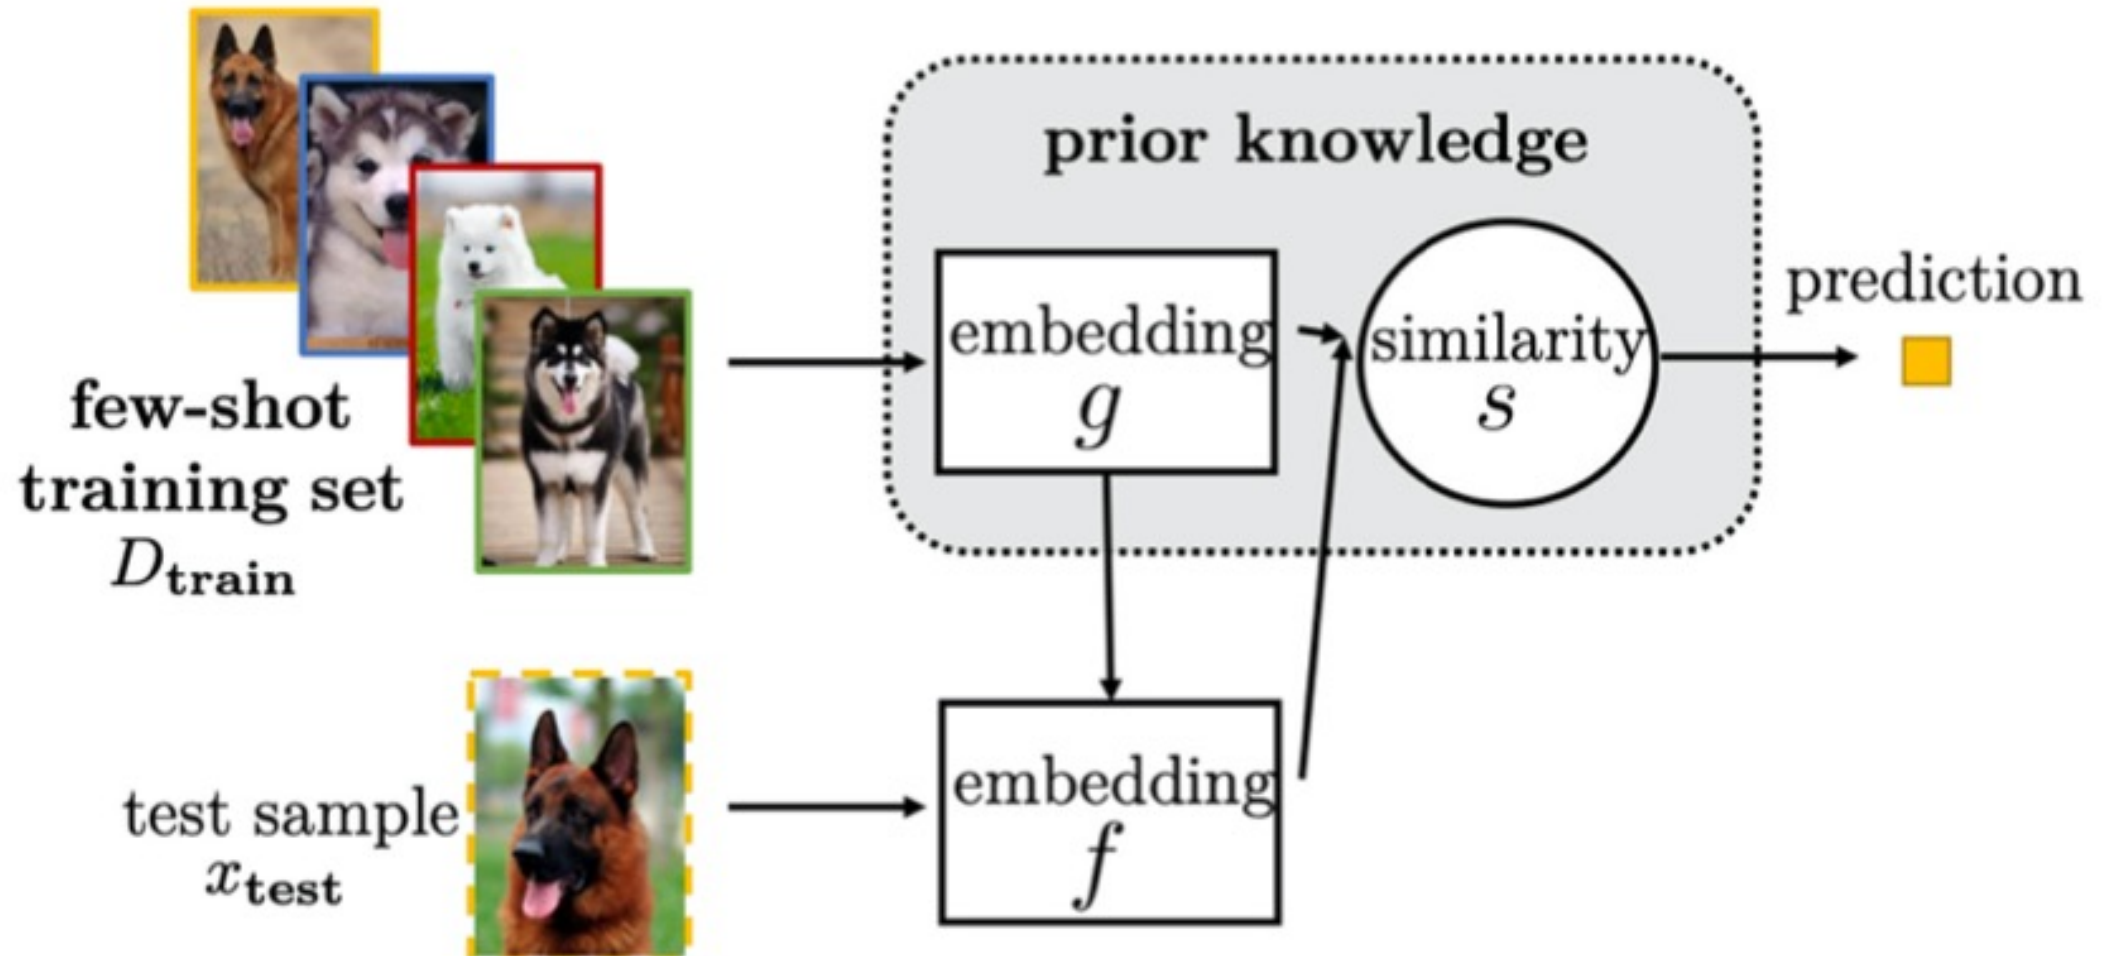 few-shot
training set
D_train
test sample
x_test
prior knowledge
embedding
g
similarity
s
embedding
f
prediction